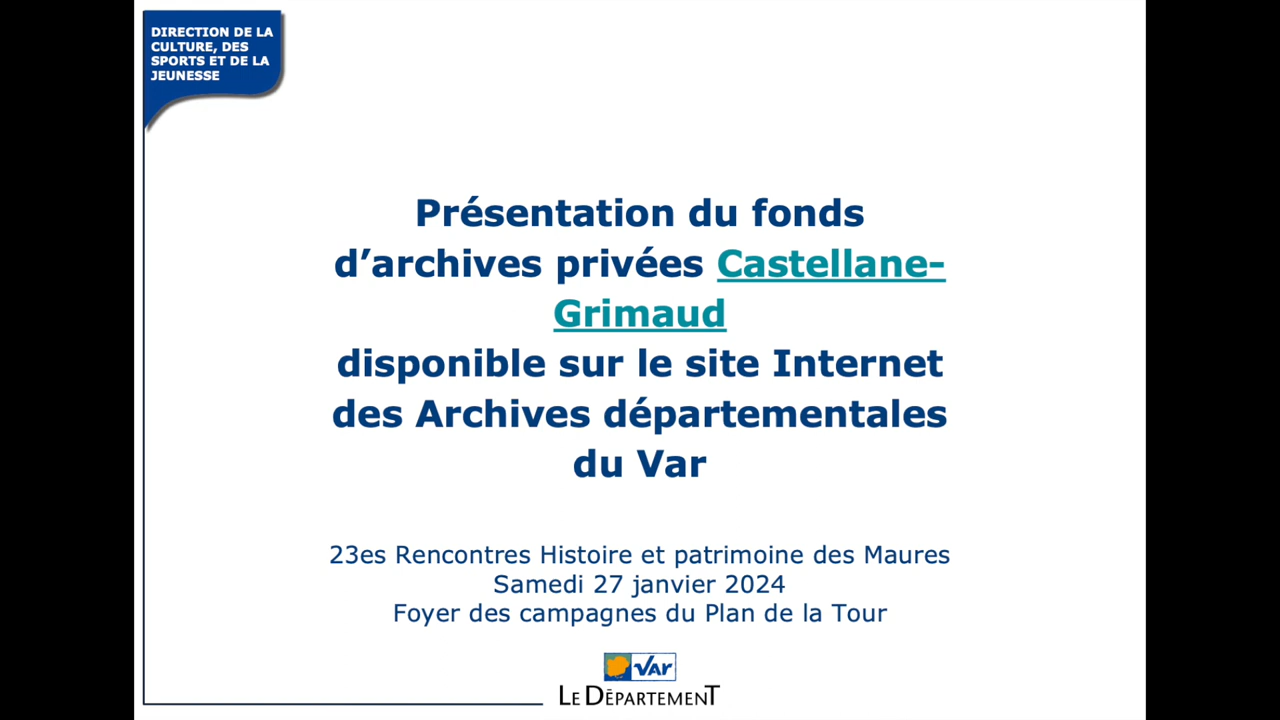 DIRECTION DE LA
CULTURE, DES
SPORTS ET DE LA
JEUNESSE
Présentation du fonds
d’archives privées Castellane-
Grimaud
disponible sur le site Internet
des Archives départementales
du Var
23es Rencontres Histoire et patrimoine des Maures
Samedi 27 janvier 2024
Foyer des campagnes du Plan de la Tour
VAr
LE DÉPARTEMENT